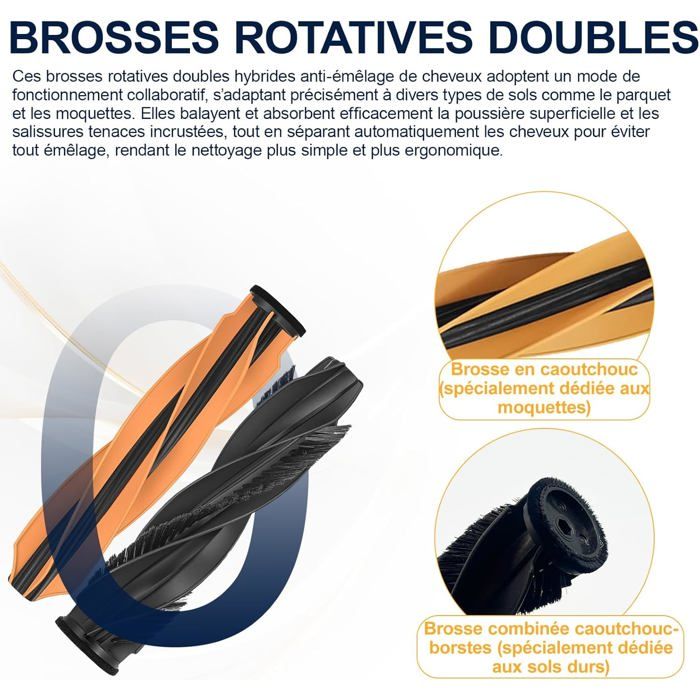 BROSSES ROTATIVES DOUBLES
Ces brosses rotatives doubles hybrides anti-émêlage de cheveux adoptent un mode de
fonctionnement collaboratif, s'adaptant précisément à divers types de sols comme le parquet
et les moquettes. Elles balayent et absorbent efficacement la poussière superficielle et les
salissures tenaces incrustées, tout en séparant automatiquement les cheveux pour éviter
tout émêlage, rendant le nettoyage plus simple et plus ergonomique.
Brosse en caoutchouc
(spécialement dédiée aux
moquettes)
Brosse combinée caoutchouc-
borstes (spécialement dédiée
aux sols durs)